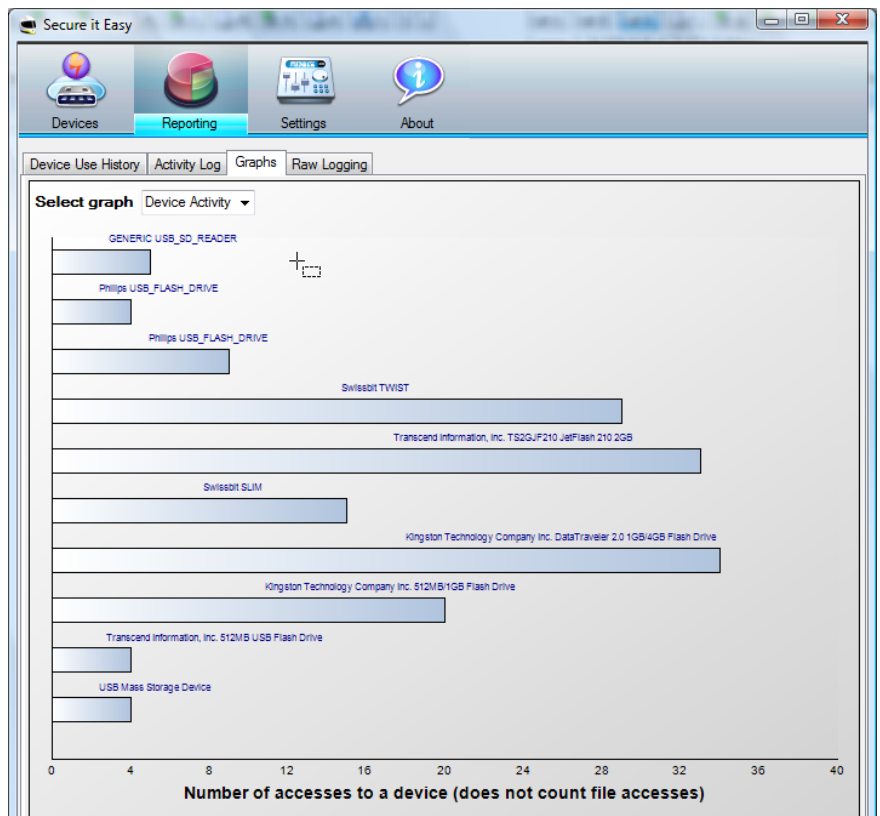 Secure it Easy
Devices Reporting Settings About
Device Use History Activity Log Graphs Raw Logging
Select graph Device Activity
GENERIC USB_SD_READER
Philips USB_FLASH_DRIVE
Philips USB_FLASH_DRIVE
Swissbit TWIST
Transcend Information, Inc. TS2GJF210 JetFlash 210 2GB
Swissbit SLIM
Kingston Technology Company Inc. DataTraveler 2.0 1GB/4GB Flash Drive
Kingston Technology Company Inc. 512MB/1GB Flash Drive
Transcend Information, Inc. 512MB USB Flash Drive
USB Mass Storage Device
0 4 8 12 16 20 24 28 32 36 40
Number of accesses to a device (does not count file accesses)